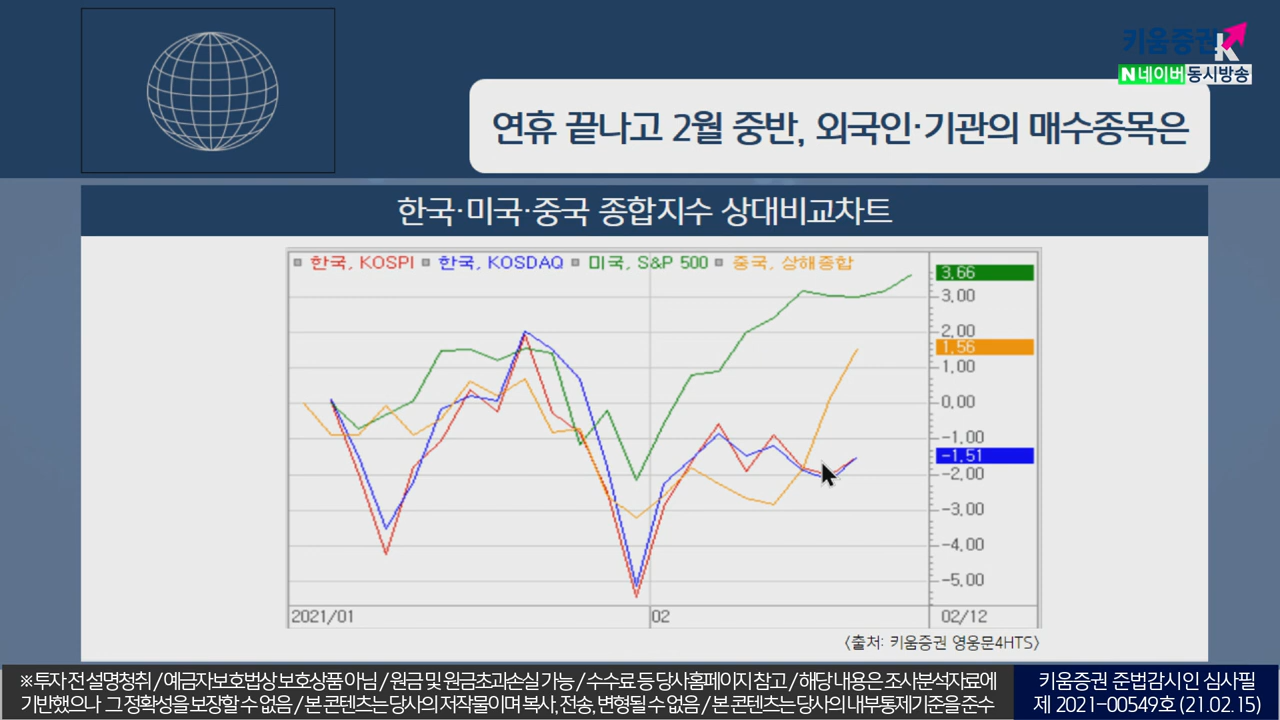 키움증권
K
N 네이버 동시방송
연휴 끝나고 2월 중반, 외국인·기관의 매수종목은
한국·미국·중국 종합지수 상대비교차트
한국, KOSPI 한국, KOSDAQ 미국, S&P 500 중국, 상해종합
3,66
3,00
2,00
1,56
1,00
0,00
-1,00
-1,51
-2,00
-3,00
-4,00
-5,00
2021/01 02 02/12
<출처: 키움증권 영웅문4HTS>
※ 투자 전 설명청취 / 예금자보호법상 보호상품 아님 / 원금 및 원금초과손실 가능 / 수수료 등 당사홈페이지 참고 / 해당 내용은 조사분석자료에
기반했으나 그 정확성을 보장할 수 없음 / 본 콘텐츠는 당사의 저작물이며 복사, 전송, 변형될 수 없음 / 본 콘텐츠는 당사의 내부통제기준을 준수
키움증권 준법감시인 심사필
제 2021-00549호 (21.02.15)